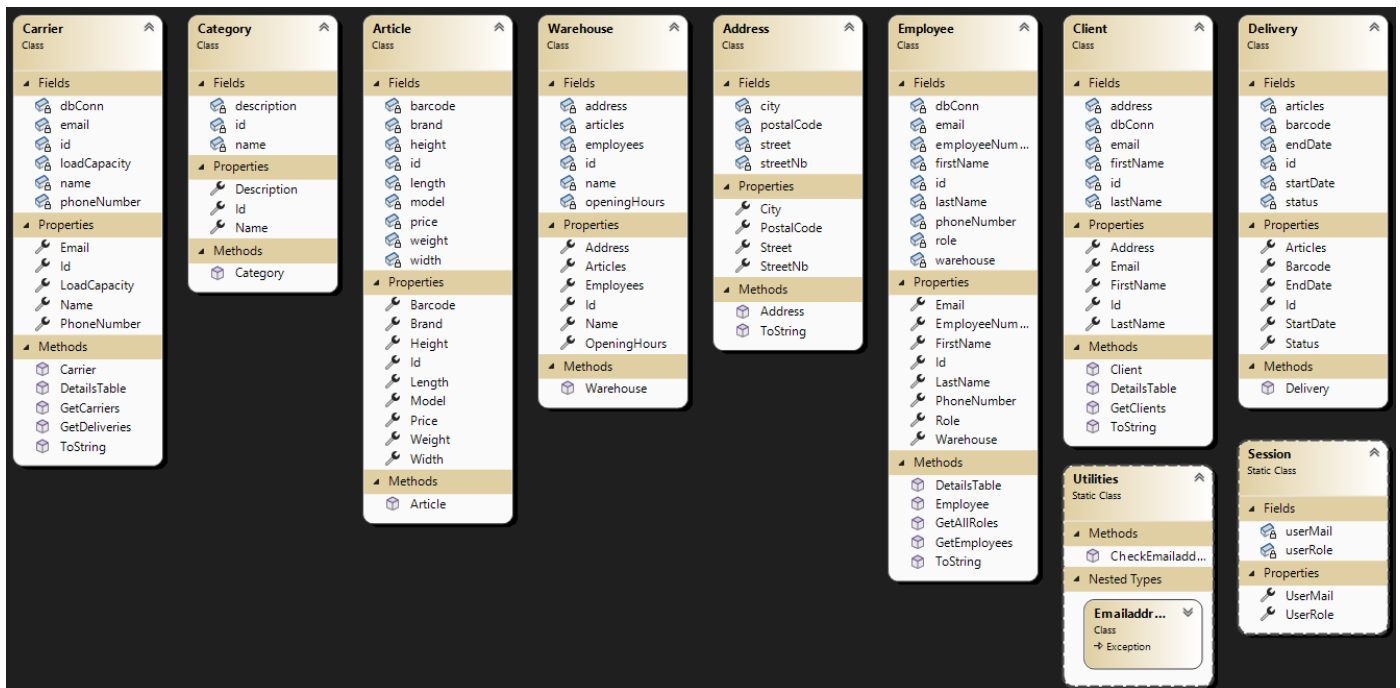 Carrier
Class
Fields
dbConn
email
id
loadCapacity
name
phoneNumber
Properties
Email
Id
LoadCapacity
Name
PhoneNumber
Methods
Carrier
DetailsTable
GetCarriers
GetDeliveries
ToString
Category
Class
Fields
description
id
name
Properties
Description
Id
Name
Methods
Category
Article
Class
Fields
barcode
brand
height
id
length
model
price
weight
width
Properties
Barcode
Brand
Height
Id
Length
Model
Price
Weight
Width
Methods
Article
Warehouse
Class
Fields
address
articles
employees
id
name
openingHours
Properties
Address
Articles
Employees
Id
Name
OpeningHours
Methods
Warehouse
Address
Class
Fields
city
postalCode
street
streetNb
Properties
City
PostalCode
Street
StreetNb
Methods
Address
ToString
Employee
Class
Fields
dbConn
email
employeeNum...
firstName
id
lastName
phoneNumber
role
warehouse
Properties
Email
EmployeeNum...
FirstName
Id
LastName
PhoneNumber
Role
Warehouse
Methods
DetailsTable
Employee
GetAllRoles
GetEmployees
ToString
Client
Class
Fields
address
dbConn
email
firstName
id
lastName
Properties
Address
Email
FirstName
Id
LastName
Methods
Client
DetailsTable
GetClients
ToString
Utilities
Static Class
Methods
CheckEmailadd...
Nested Types
Emailaddr...
Class
Exception
Delivery
Class
Fields
articles
barcode
endDate
id
startDate
status
Properties
Articles
Barcode
EndDate
Id
StartDate
Status
Methods
Delivery
Session
Static Class
Fields
userMail
userRole
Properties
UserMail
UserRole